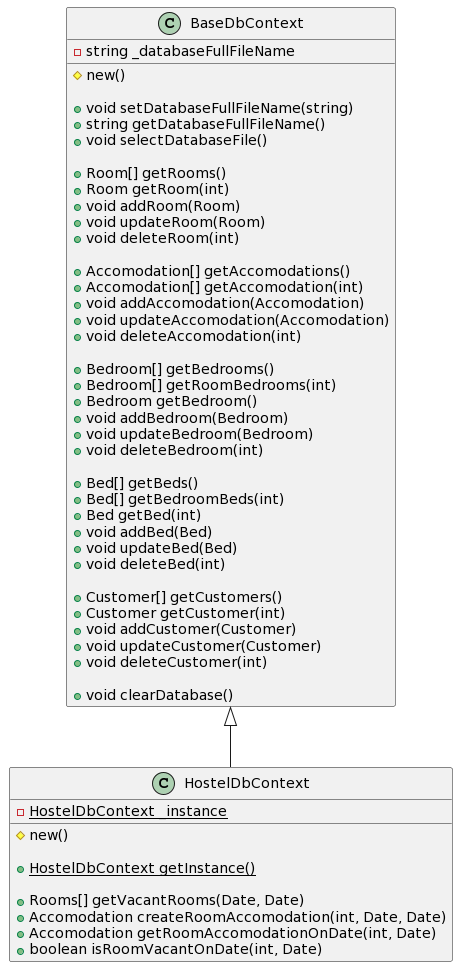 C BaseDbContext
string _databaseFullFileName
new()
void setDatabaseFullFileName(string)
string getDatabaseFullFileName()
void selectDatabaseFile()
Room[] getRooms()
Room getRoom(int)
void addRoom(Room)
void updateRoom(Room)
void deleteRoom(int)
Accomodation[] getAccomodations()
Accomodation[] getAccomodation(int)
void addAccomodation(Accomodation)
void updateAccomodation(Accomodation)
void deleteAccomodation(int)
Bedroom[] getBedrooms()
Bedroom[] getRoomBedrooms(int)
Bedroom getBedroom()
void addBedroom(Bedroom)
void updateBedroom(Bedroom)
void deleteBedroom(int)
Bed[] getBeds()
Bed[] getBedroomBeds(int)
Bed getBed(int)
void addBed(Bed)
void updateBed(Bed)
void deleteBed(int)
Customer[] getCustomers()
Customer getCustomer(int)
void addCustomer(Customer)
void updateCustomer(Customer)
void deleteCustomer(int)
void clearDatabase()
C HostelDbContext
HostelDbContext _instance
new()
HostelDbContext getInstance()
Rooms[] getVacantRooms(Date, Date)
Accomodation createRoomAccomodation(int, Date, Date)
Accomodation getRoomAccomodationOnDate(int, Date)
boolean isRoomVacantOnDate(int, Date)